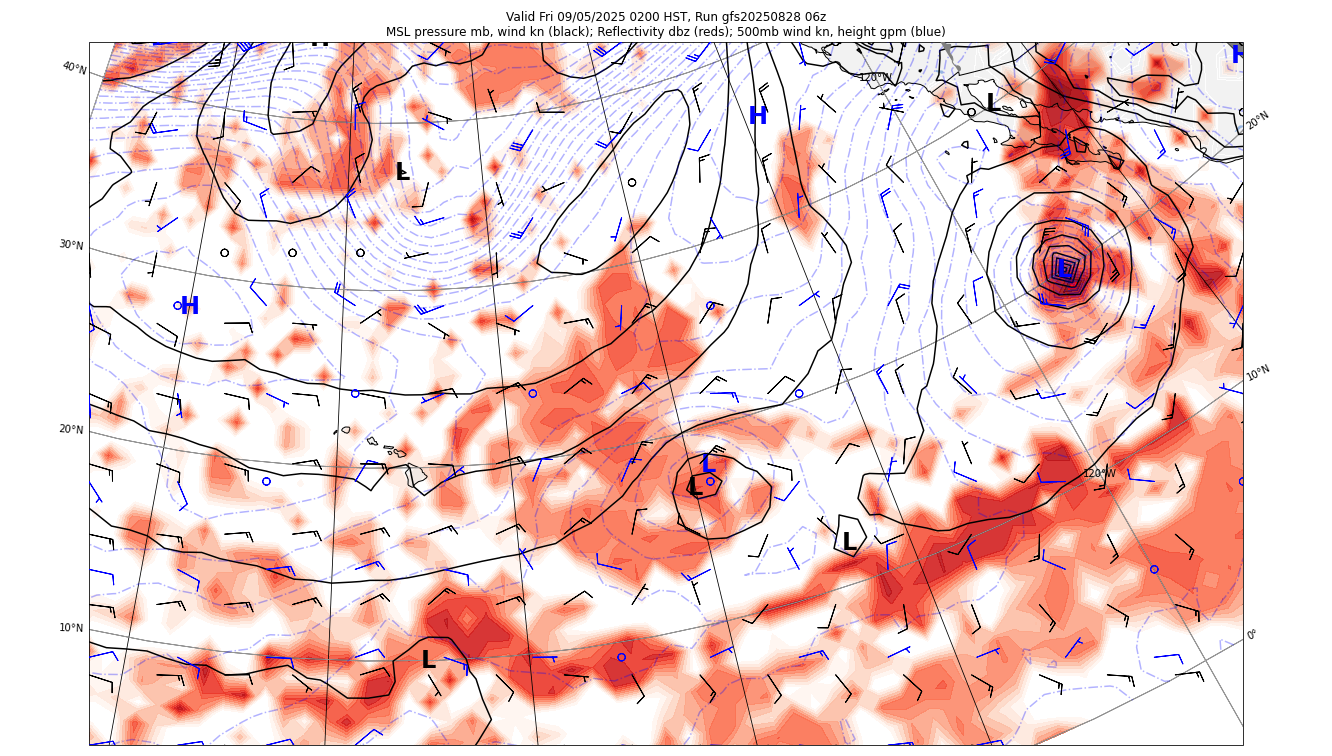 Valid Fri 09/05/2025 0200 HST, Run gfs20250828 06z
MSL pressure mb, wind kn (black); Reflectivity dbz (reds); 500mb wind kn, height gpm (blue)
H
40°N
120°W
L
H
20°N
L
30°N
L
H
10°N
20°N
L
L
120°W
L
10°N
0°
L